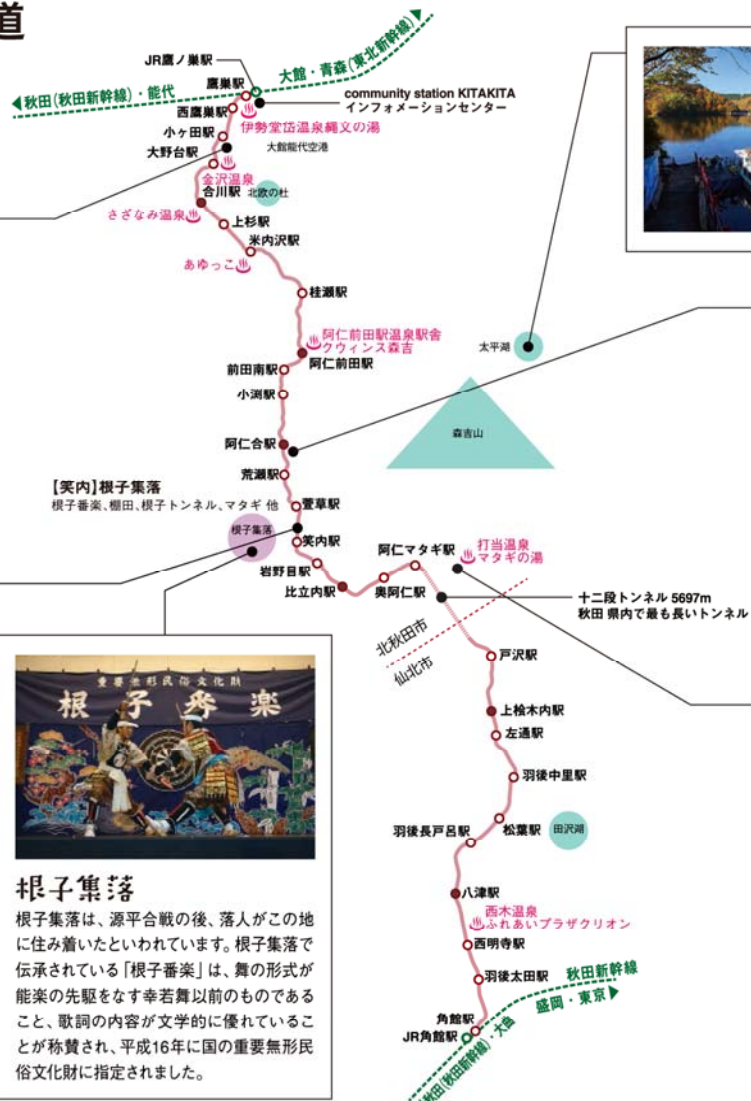 道
JR鷹ノ巣駅
大館・青森(東北新幹線)
鷹巣駅
秋田(秋田新幹線)・能代
community station KITAKITA
インフォメーションセンター
西鷹巣駅
伊勢堂岱温泉縄文の湯
小ヶ田駅
大館能代空港
大野台駅
金沢温泉
合川駅
北欧の杜
さざなみ温泉
上杉駅
米内沢駅
あゆっこ
桂瀬駅
阿仁前田駅温泉駅舎
クウィンス森吉
太平湖
阿仁前田駅
前田南駅
小渕駅
森吉山
阿仁合駅
荒瀬駅
【笑内】根子集落
根子番楽、棚田、根子トンネル、マタギ 他
萱草駅
根子集落
笑内駅
阿仁マタギ駅
打当温泉
マタギの湯
岩野目駅
比立内駅
奥阿仁駅
十二段トンネル 5697m
秋田 県内で最も長いトンネル
北秋田市
仙北市
戸沢駅
重要無形民俗文化財
根子番楽
上桧木内駅
左通駅
羽後中里駅
羽後長戸呂駅
松葉駅
田沢湖
根子集落
八津駅
根子集落は、源平合戦の後、落人がこの地
に住み着いたといわれています。根子集落で
伝承されている「根子番楽」は、舞の形式が
能楽の先駆をなす幸若舞以前のものである
こと、歌詞の内容が文学的に優れているこ
とが称賛され、平成16年に国の重要無形民
俗文化財に指定されました。
西木温泉
ふれあいプラザクリオン
西明寺駅
羽後太田駅
秋田新幹線
盛岡・東京
角館駅
JR角館駅
秋田(秋田新幹線)・大曲